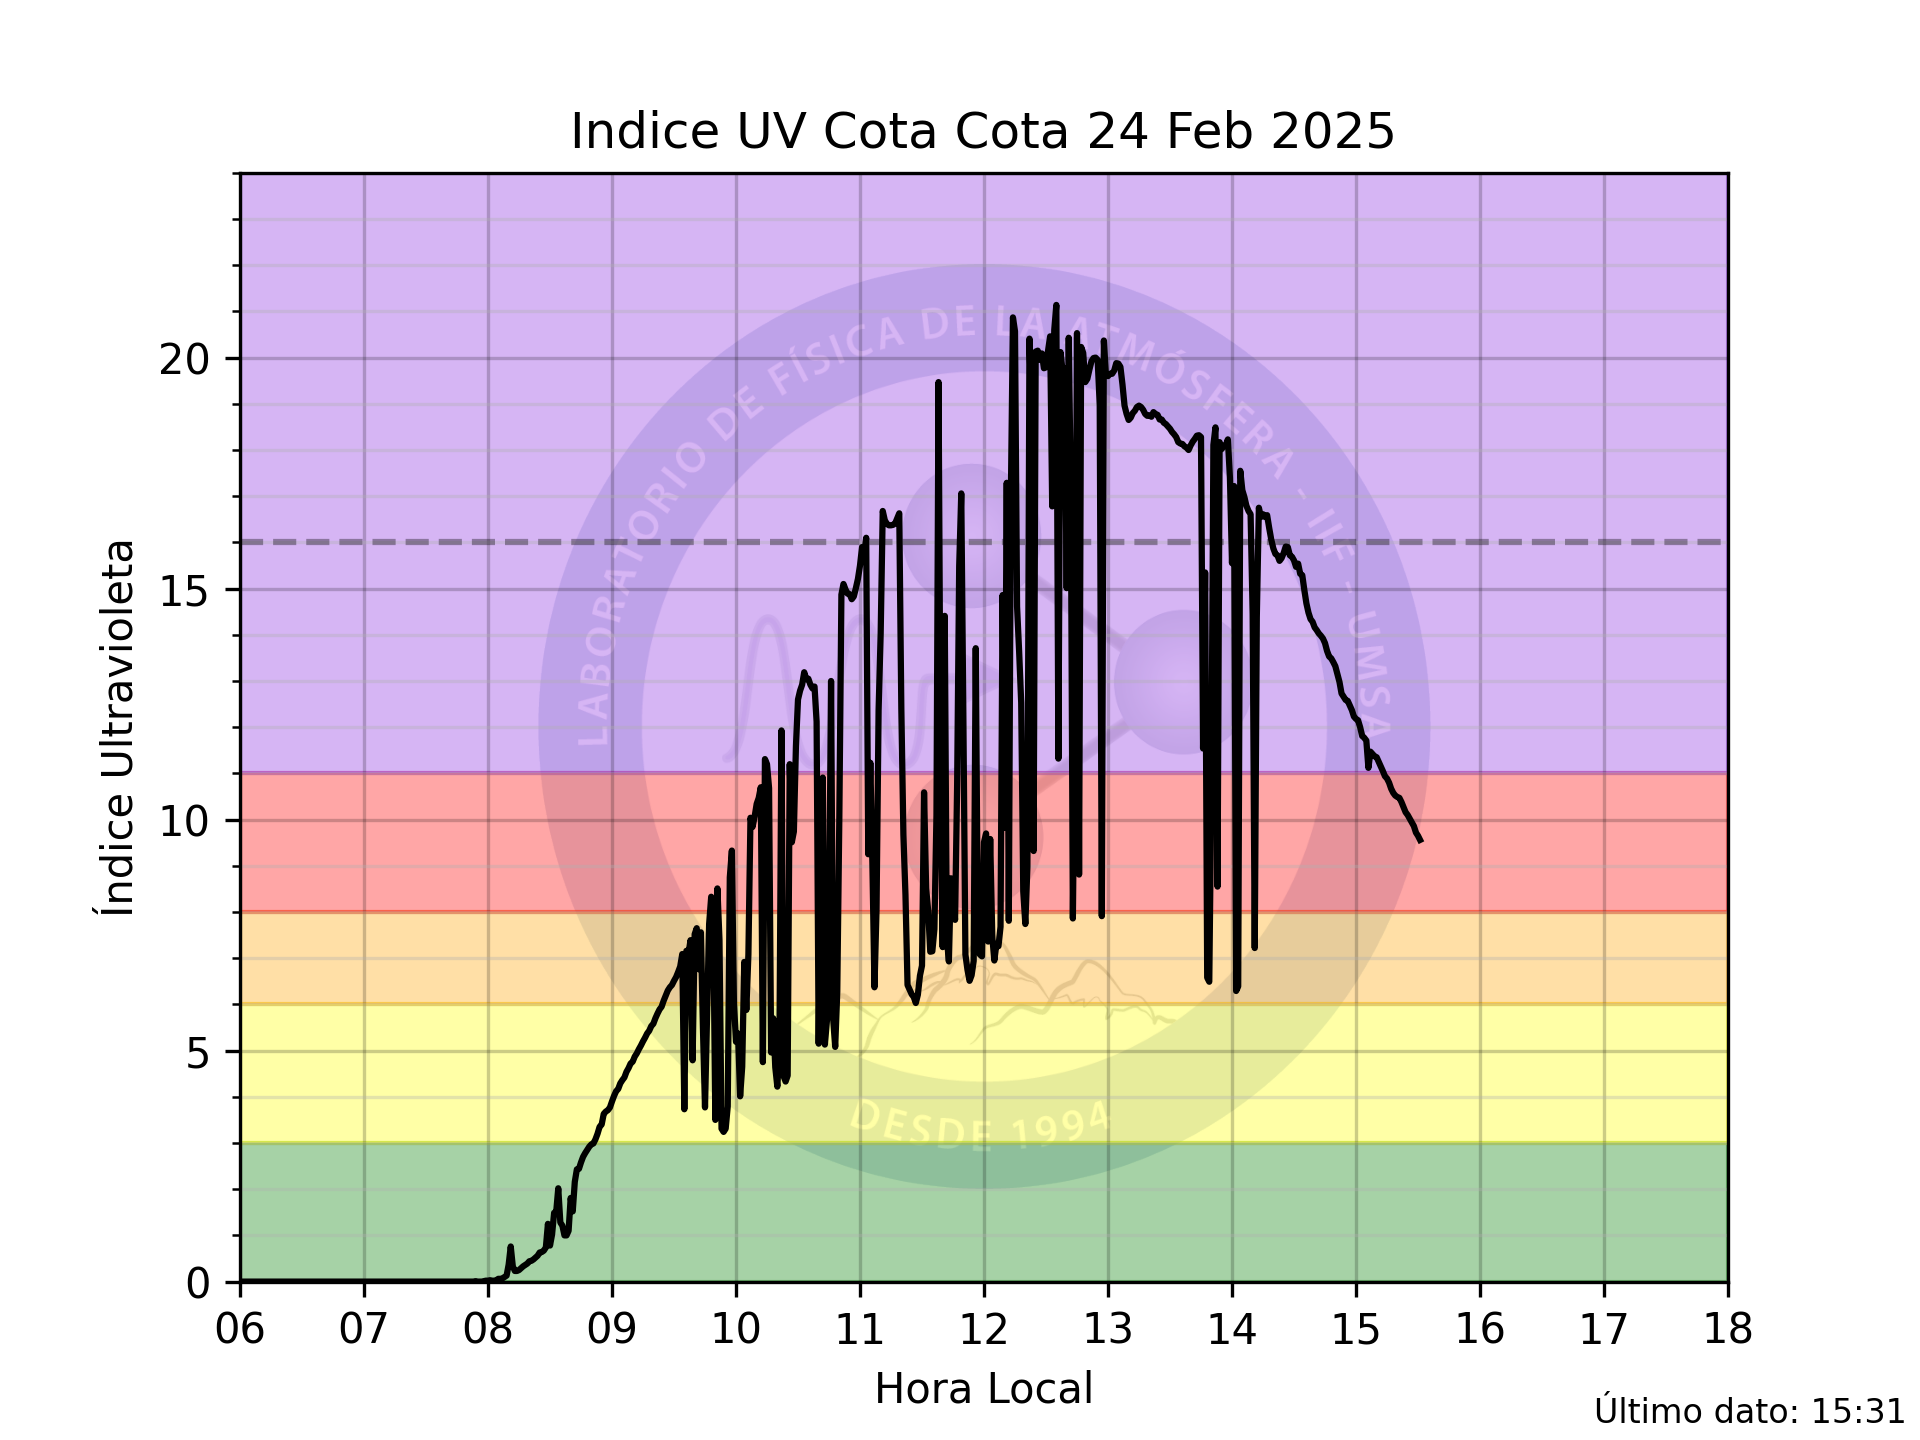 Indice UV Cota Cota 24 Feb 2025
LABORATORIO DE FÍSICA DE LA ATMÓSFERA - IIF - UMSA
DESDE 1994
Índice Ultravioleta
20
15
10
5
0
06 07 08 09 10 11 12 13 14 15 16 17 18
Hora Local
Último dato: 15:31